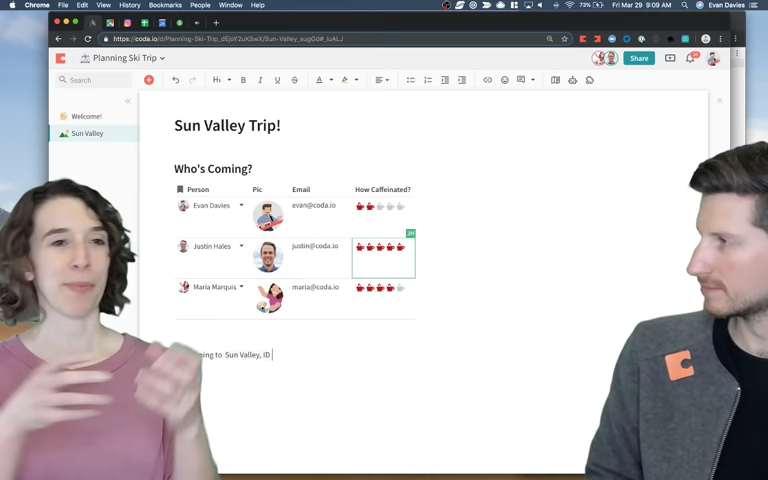 Chrome File Edit View History Bookmarks People Window Help
73% Fri Mar 29 9:09 AM Evan Davies
https://coda.io/d/Planning-Ski-Trip_dEjoY2uKSwX/Sun-Valley_sugGd#_luALJ
Planning Ski Trip
Share
Search
H1 B I U S A
Welcome!
Sun Valley
Sun Valley Trip!
Who's Coming?
Person Pic Email How Caffeinated?
Evan Davies evan@coda.io
JH
Justin Hales justin@coda.io
Maria Marquis maria@coda.io
to Sun Valley, ID